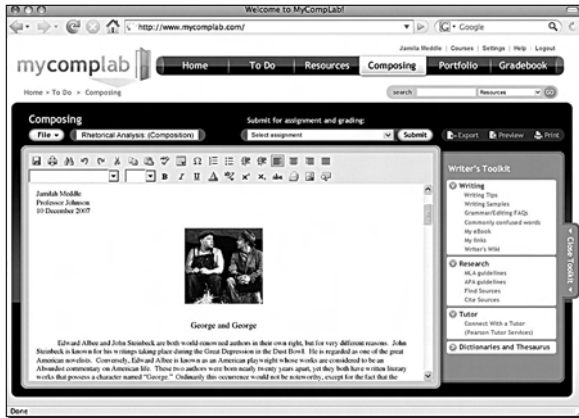 Welcome to MyCompLab!
http://www.mycomplab.com/
Google
Jamila Meddle | Courses | Settings | Help | Logout
mycomplab
Home To Do Resources Composing Portfolio Gradebook
Home > To Do > Composing
search Resources GO
Composing
Submit for assignment and grading:
File Rhetorical Analysis: (Composition) Select assignment Submit Export Preview Print
Writer's Toolkit
Writing
Writing Tips
Writing Samples
Grammar/Editing FAQs
Commonly confused words
My eBook
My links
Writer's Wiki
Research
MLA guidelines
APA guidelines
Find Sources
Cite Sources
Tutor
Connect With a Tutor
(Pearson Tutor Services)
Dictionaries and Thesaurus
Close Toolkit
B I U A x² x, abc
Jamilah Meddle
Professor Johnson
10 December 2007
George and George
Edward Albee and John Steinbeck are both world-renowned authors in their own right, but for very different reasons. John
Steinbeck is known for his writings taking place during the Great Depression in the Dust Bowl. He is regarded as one of the great
American novelists. Conversely, Edward Albee is known as an American playwright whose works are considered to be an
Absurdist commentary on American life. These two authors were born nearly twenty years apart, yet they both have written literary
works that possess a character named "George." Ordinarily this occurrence would not be noteworthy, except for the fact that the
Done